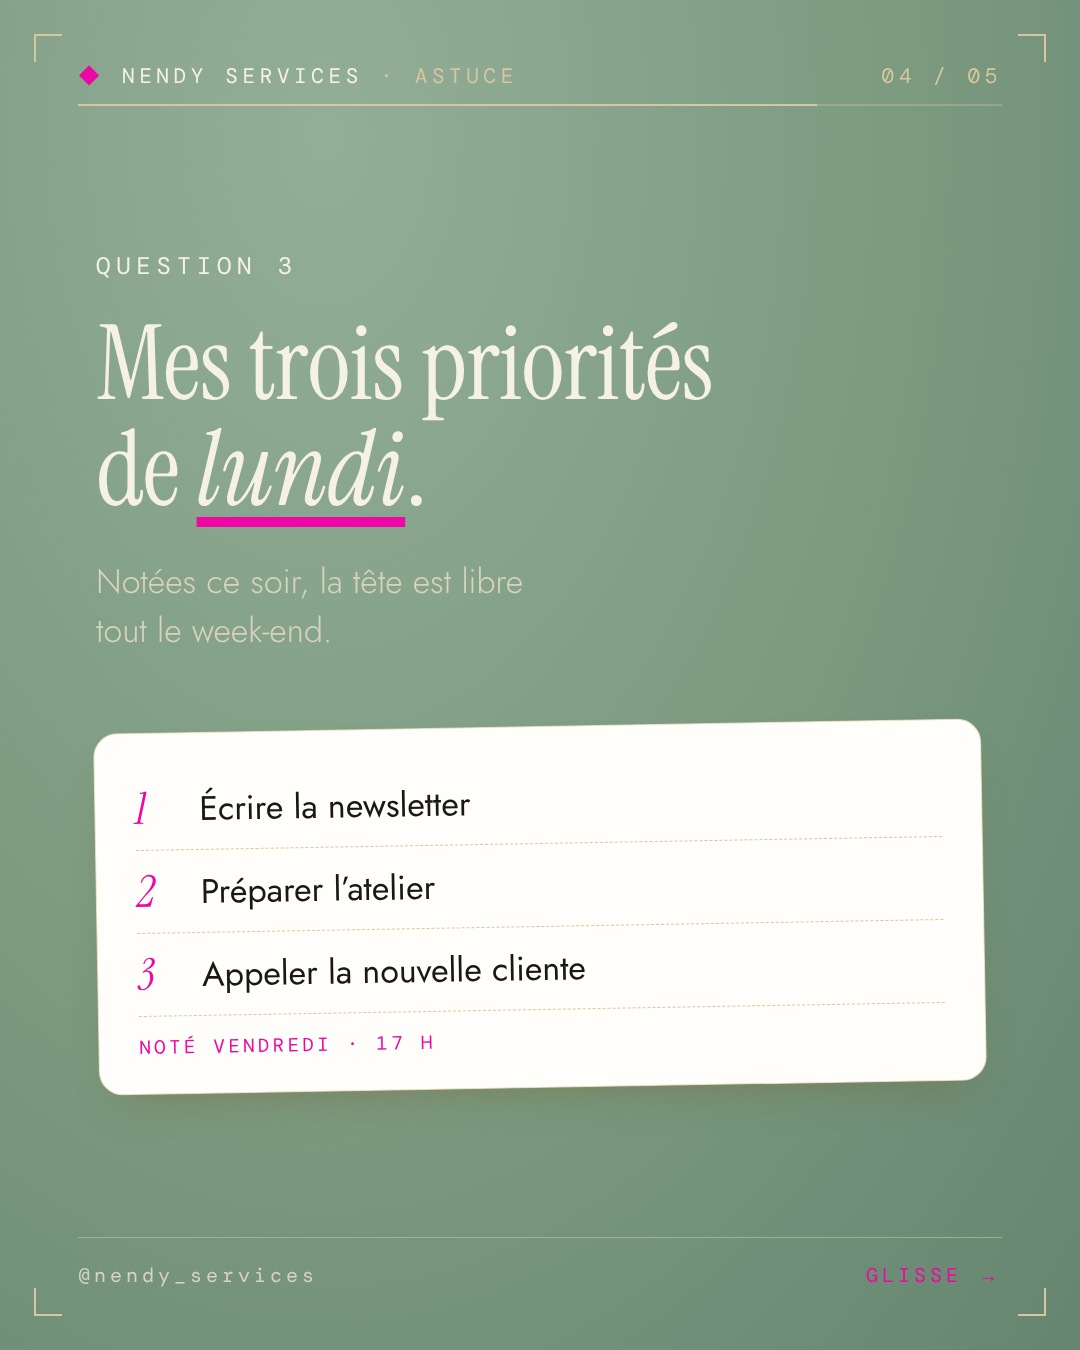 NENDY SERVICES · ASTUCE 04 / 05
QUESTION 3
Mes trois priorités
de lundi.
Notées ce soir, la tête est libre
tout le week-end.
1 Écrire la newsletter
2 Préparer l’atelier
3 Appeler la nouvelle cliente
NOTÉ VENDREDI · 17 H
@nendy_services GLISSE →